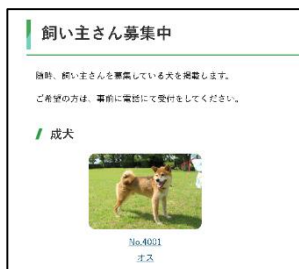 飼い主さん募集中
随時、飼い主さんを募集している犬を掲載します。
ご希望の方は、事前に電話にて受付をしてください。
成犬
No.4001
オス